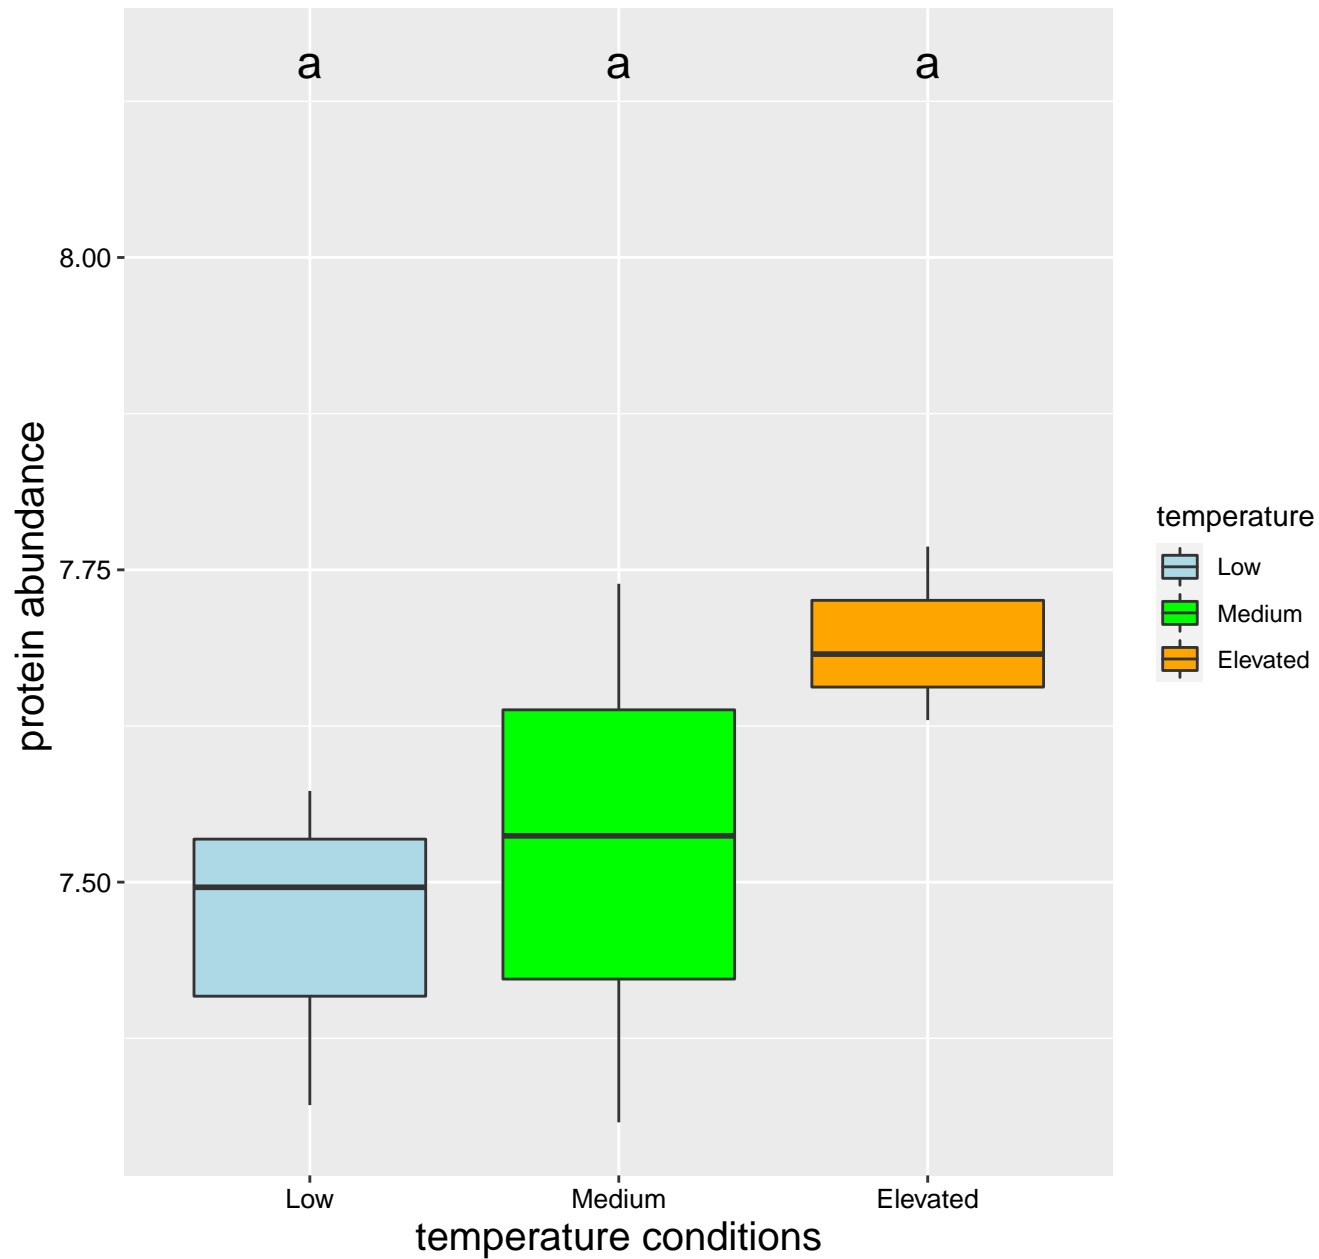 a a a
8.00
7.75
7.50
protein abundance
Low Medium Elevated
temperature conditions
temperature
Low
Medium
Elevated